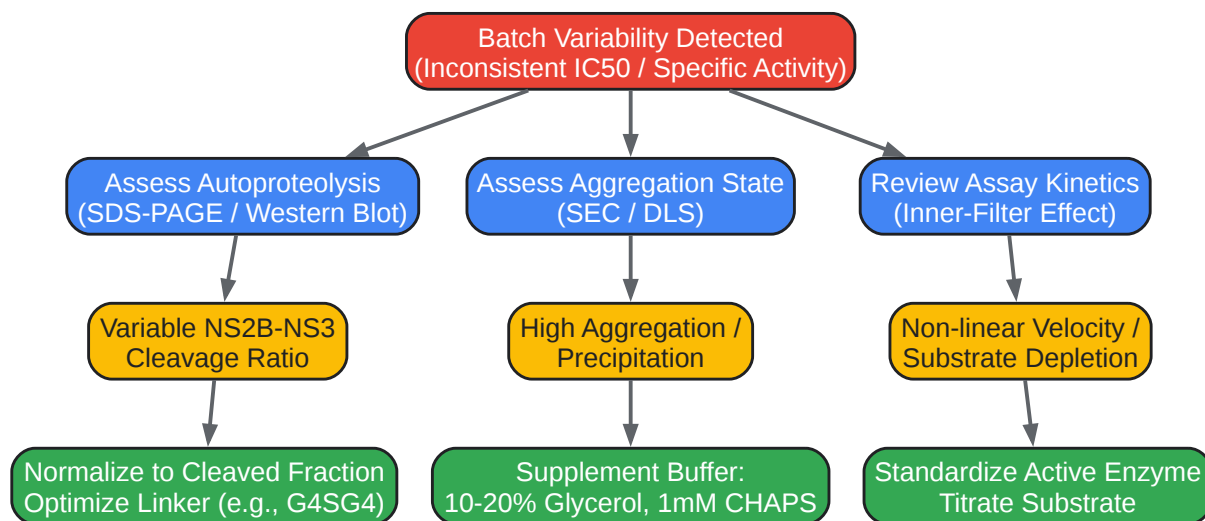 Batch Variability Detected
(Inconsistent IC50 / Specific Activity)
Assess Autoproteolysis
(SDS-PAGE / Western Blot)
Assess Aggregation State
(SEC / DLS)
Review Assay Kinetics
(Inner-Filter Effect)
Variable NS2B-NS3
Cleavage Ratio
High Aggregation /
Precipitation
Non-linear Velocity /
Substrate Depletion
Normalize to Cleaved Fraction
Optimize Linker (e.g., G4SG4)
Supplement Buffer:
10-20% Glycerol, 1mM CHAPS
Standardize Active Enzyme
Titrate Substrate